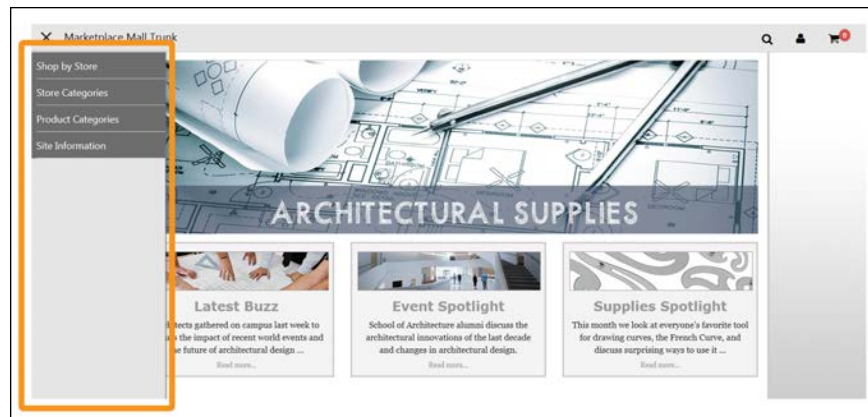 Marketplace Mall Trunk
0
Shop by Store
Store Categories
Product Categories
Site Information
ARCHITECTURAL SUPPLIES
Latest Buzz
gathered on campus last week to
the impact of recent world events and
future of architectural design ...
Read more...
Event Spotlight
School of Architecture alumni discuss the
architectural innovations of the last decade
and changes in architectural design.
Read more...
Supplies Spotlight
This month we look at everyone's favorite tool
for drawing curves, the French Curve, and
discuss surprising ways to use it ...
Read more...